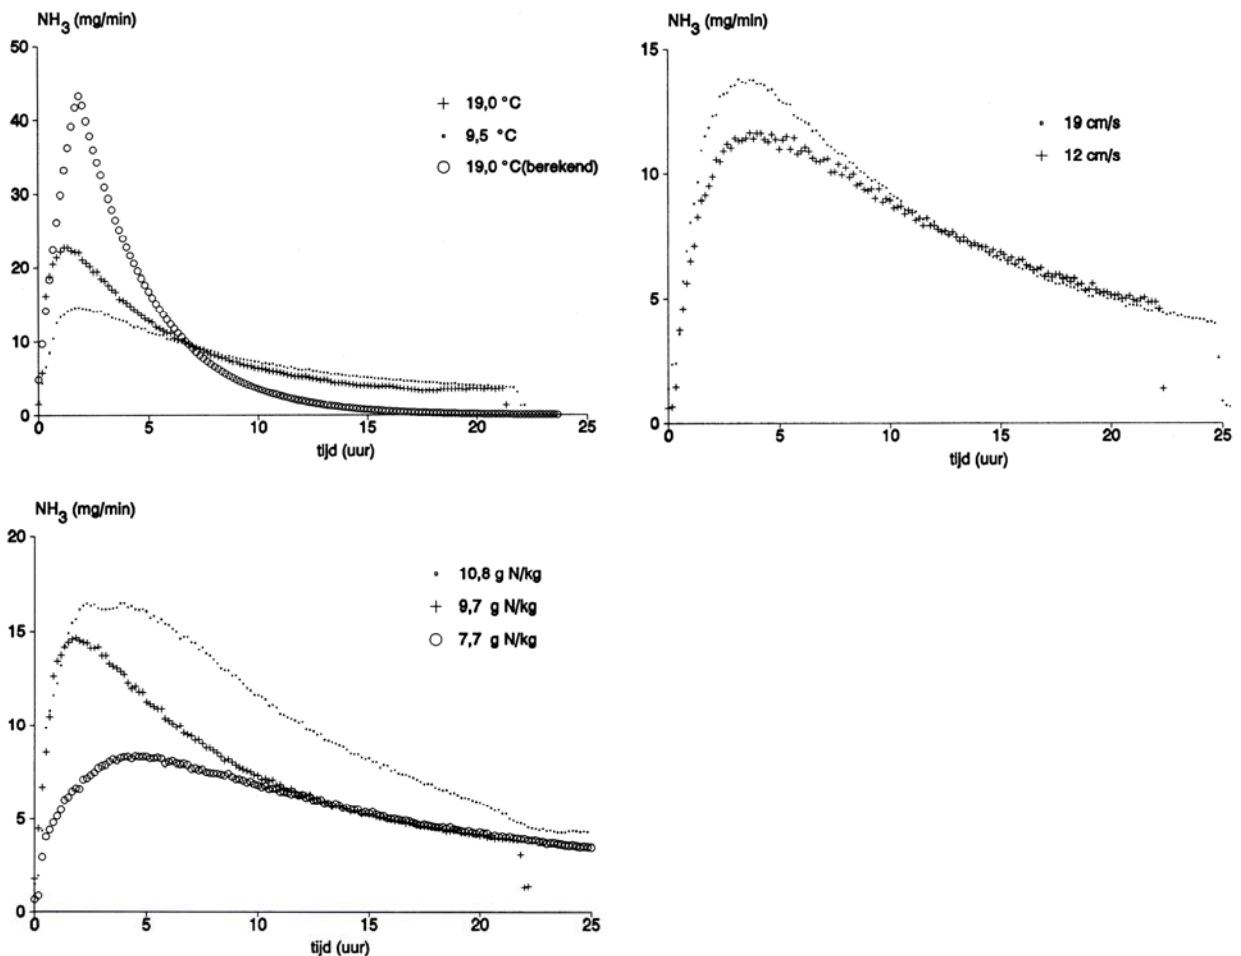 NH3 (mg/min)
50
40
30
20
10
0
0 5 10 15 20 25
tijd (uur)
+ 19,0 °C
· 9,5 °C
○ 19,0 °C(berekend)
NH3 (mg/min)
15
10
5
0
0 5 10 15 20 25
tijd (uur)
· 19 cm/s
+ 12 cm/s
NH3 (mg/min)
20
15
10
5
0
0 5 10 15 20 25
tijd (uur)
· 10,8 g N/kg
+ 9,7 g N/kg
○ 7,7 g N/kg